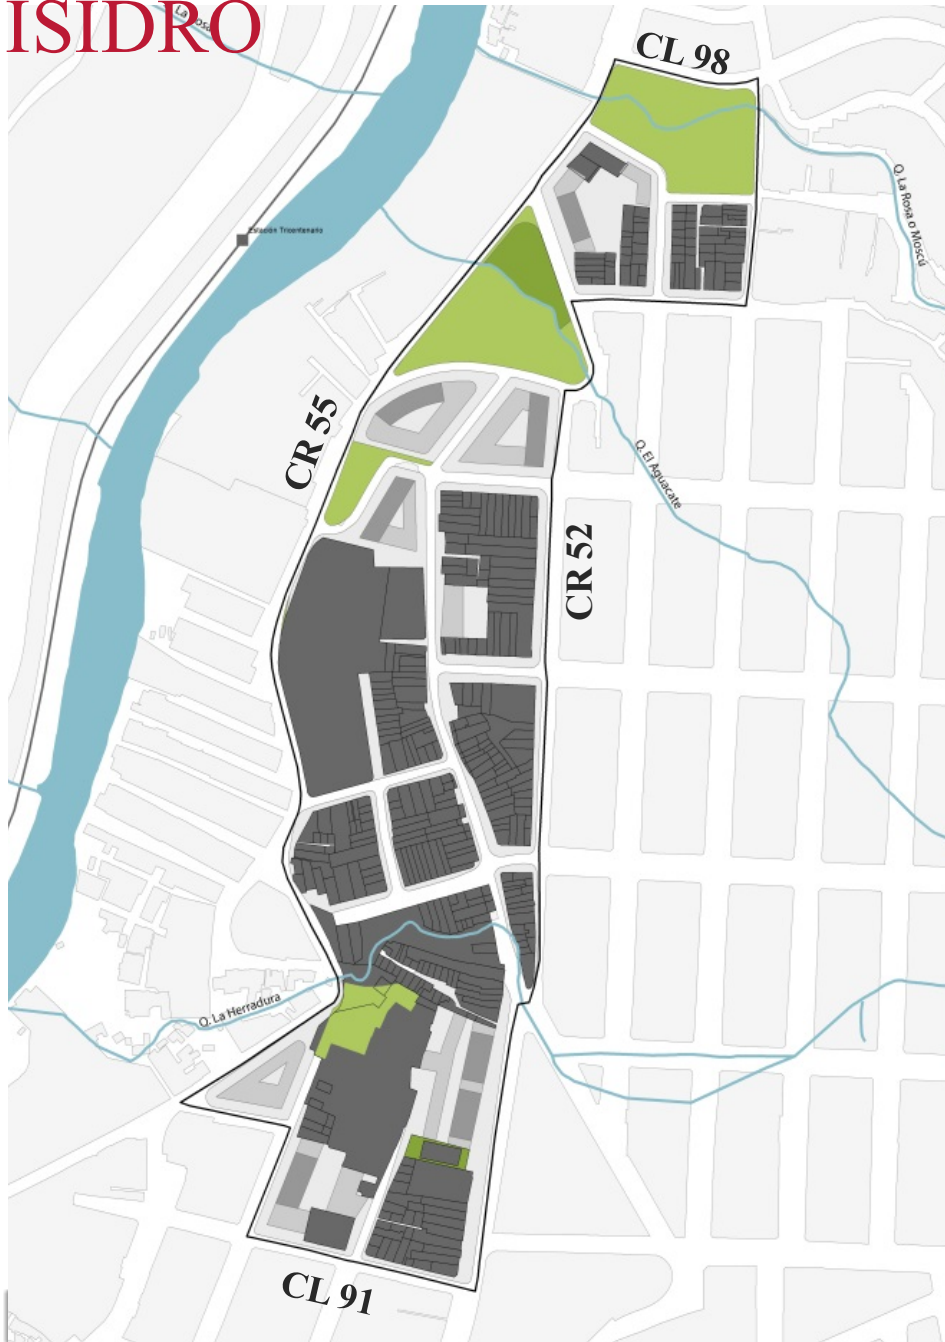 ISIDRO
CL 98
Q. La Rosa o Moscú
Estación Tricentenario
CR 55
Q. El Aguacate
CR 52
Q. La Herradura
CL 91